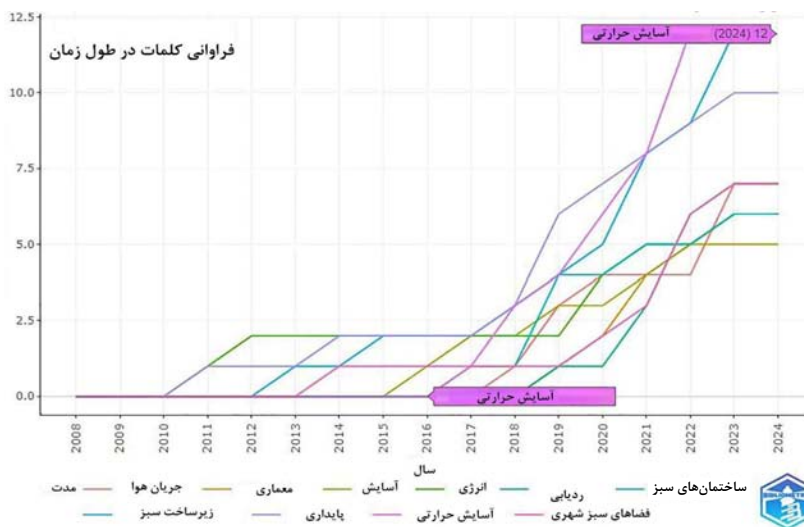 12.5
آسایش حرارتی (2024) 12
فراوانی کلمات در طول زمان
10.0
7.5
5.0
2.5
0.0
آسایش حرارتی
2008 2009 2010 2011 2012 2013 2014 2015 2016 2017 2018 2019 2020 2021 2022 2023 2024
سال
مدت جریان هوا معماری آسایش انرژی ردیابی ساختمان‌های سبز
زیرساخت سبز پایداری آسایش حرارتی فضاهای سبز شهری